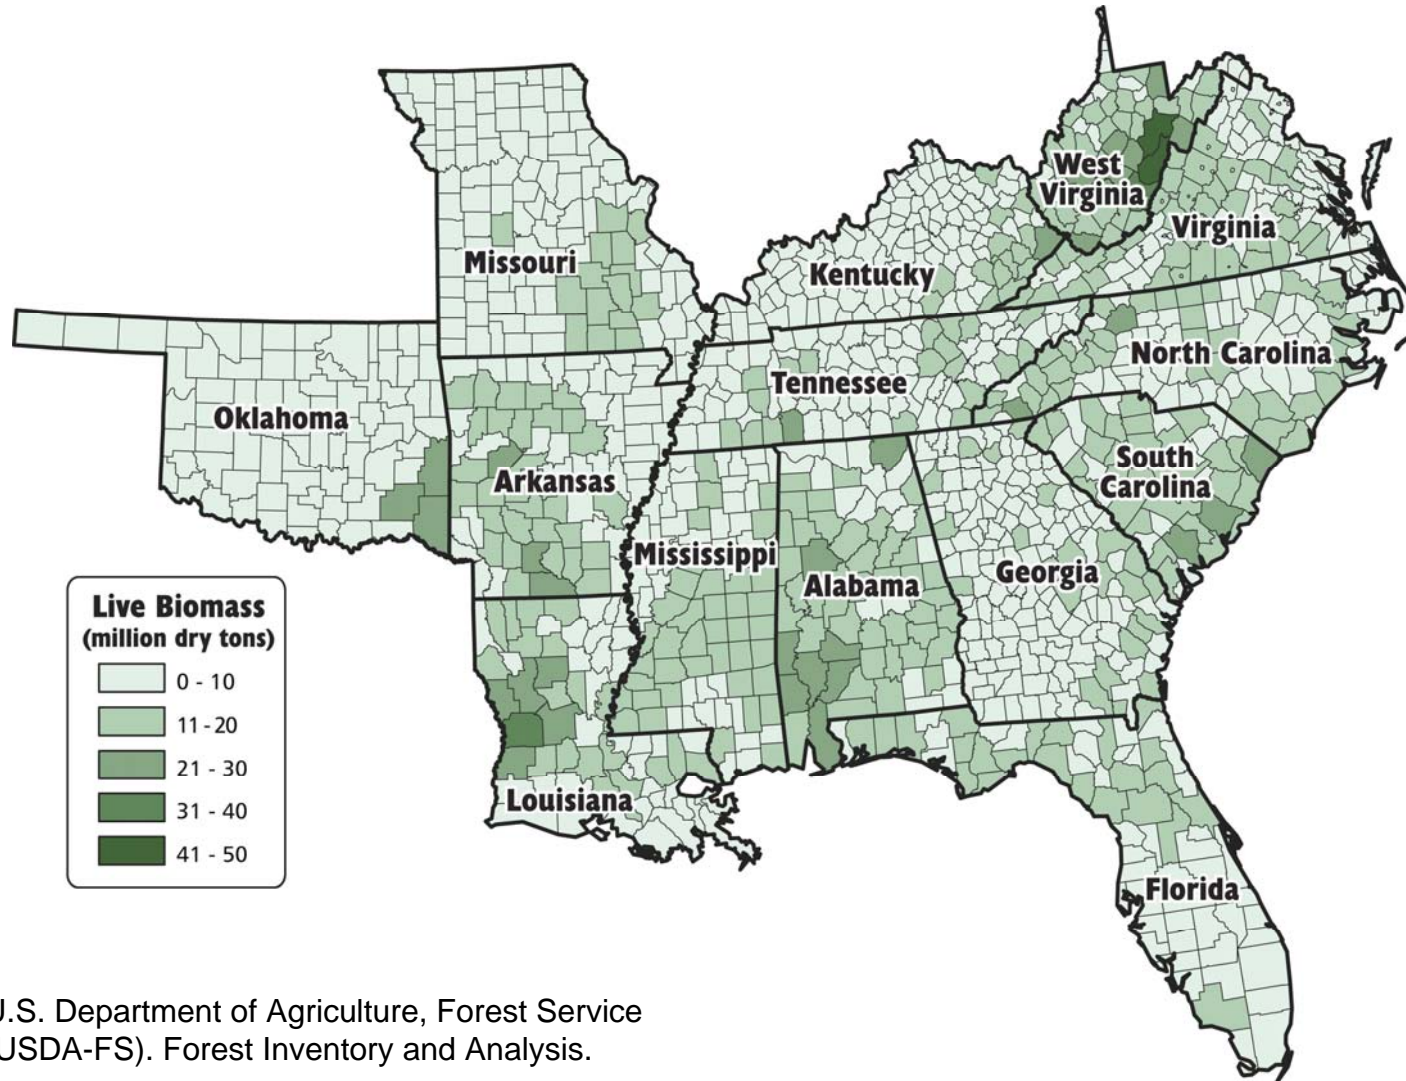 West
Virginia
Virginia
Missouri
Kentucky
North Carolina
Tennessee
Oklahoma
South
Carolina
Arkansas
Mississippi
Georgia
Alabama
Live Biomass
(million dry tons)
0 - 10
11 - 20
21 - 30
31 - 40
41 - 50
Louisiana
Florida
U.S. Department of Agriculture, Forest Service
(USDA-FS). Forest Inventory and Analysis.